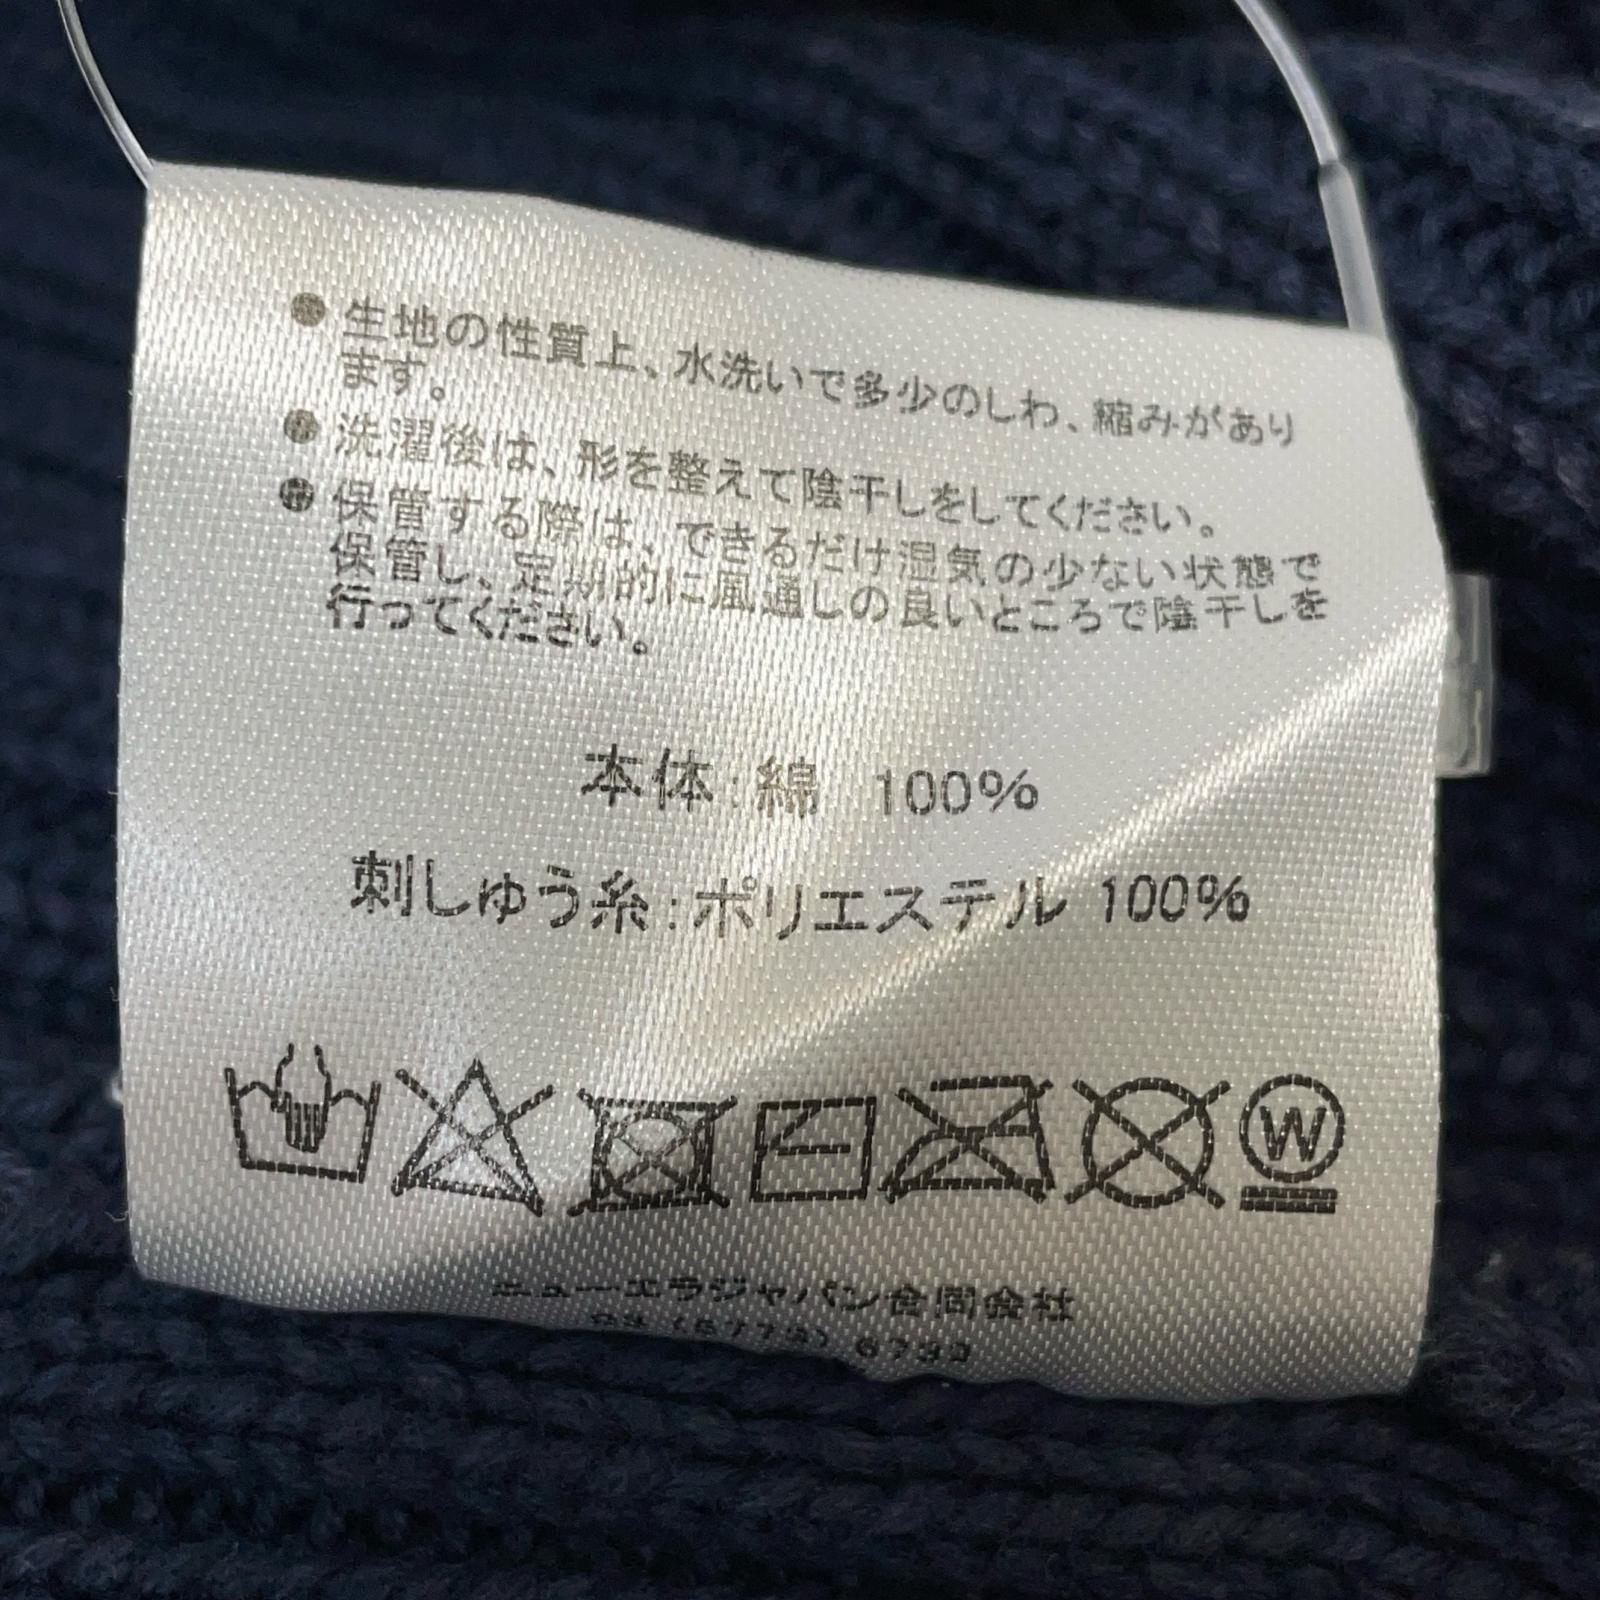 ●生地の性質上、水洗いで多少のしわ、縮みがあり
ます。
●洗濯後は、形を整えて陰干しをしてください。
●保管する際は、できるだけ湿気の少ない状態で
保管し、定期的に風通しの良いところで陰干しを
行ってください。
本体:綿 100%
刺しゅう糸:ポリエステル 100%
W
ニューエラジャパン合同会社